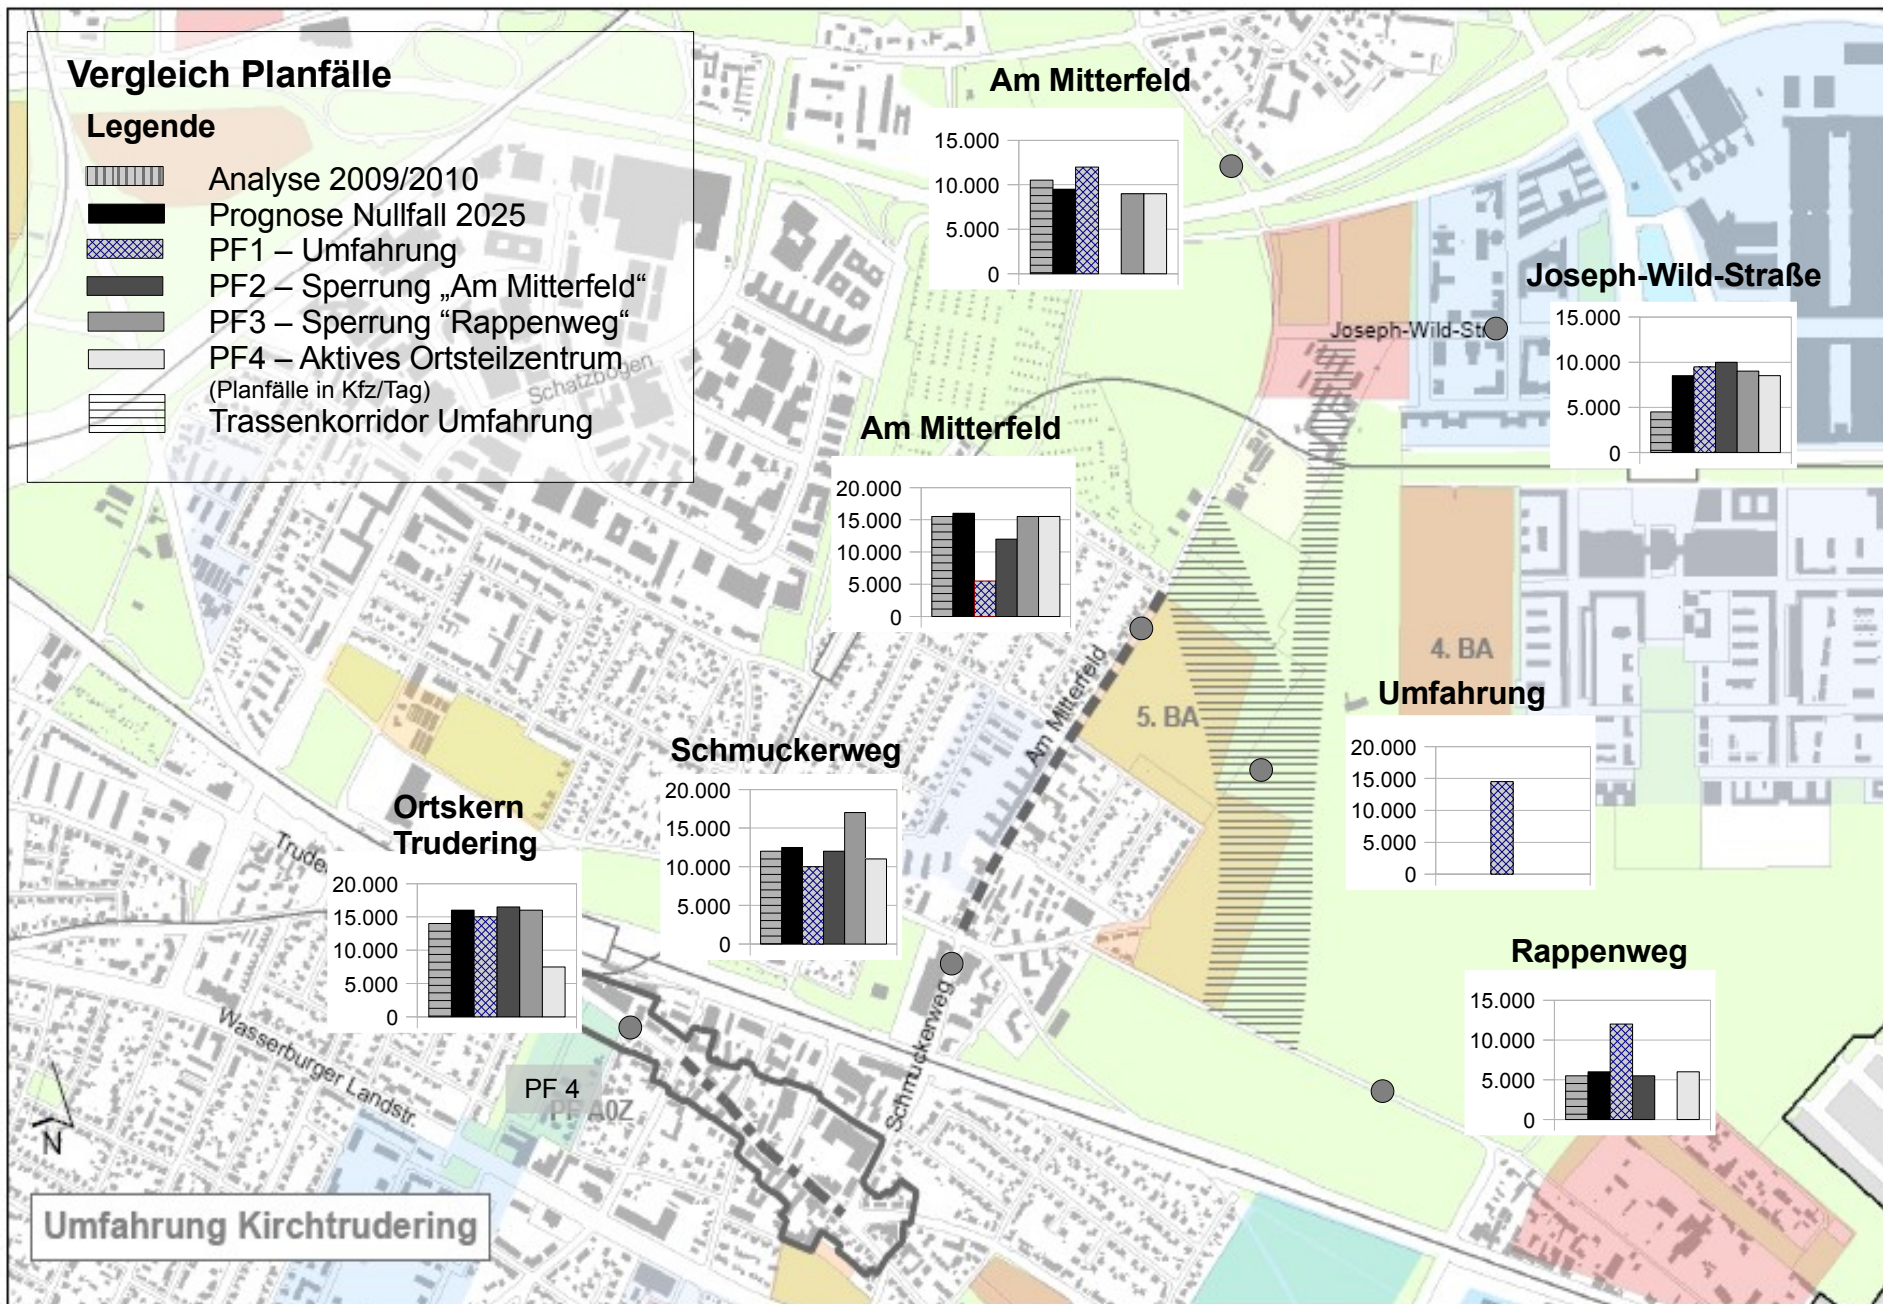 Vergleich Planfälle
Legende
Analyse 2009/2010
Prognose Nullfall 2025
PF1 – Umfahrung
PF2 – Sperrung „Am Mitterfeld“
PF3 – Sperrung “Rappenweg“
PF4 – Aktives Ortsteilzentrum
(Planfälle in Kfz/Tag)
Trassenkorridor Umfahrung
Schatzbogen
Am Mitterfeld
15.000
10.000
5.000
0
Joseph-Wild-Straße
Joseph-Wild-Str
15.000
10.000
5.000
0
Am Mitterfeld
20.000
15.000
10.000
5.000
0
Am Mitterfeld
4. BA
5. BA
Umfahrung
20.000
15.000
10.000
5.000
0
Schmuckerweg
20.000
15.000
10.000
5.000
0
Ortskern
Trudering
20.000
15.000
10.000
5.000
0
Trude
Wasserburger Landstr.
Schmuckerweg
Rappenweg
15.000
10.000
5.000
0
PF 4
N
Umfahrung Kirchtrudering